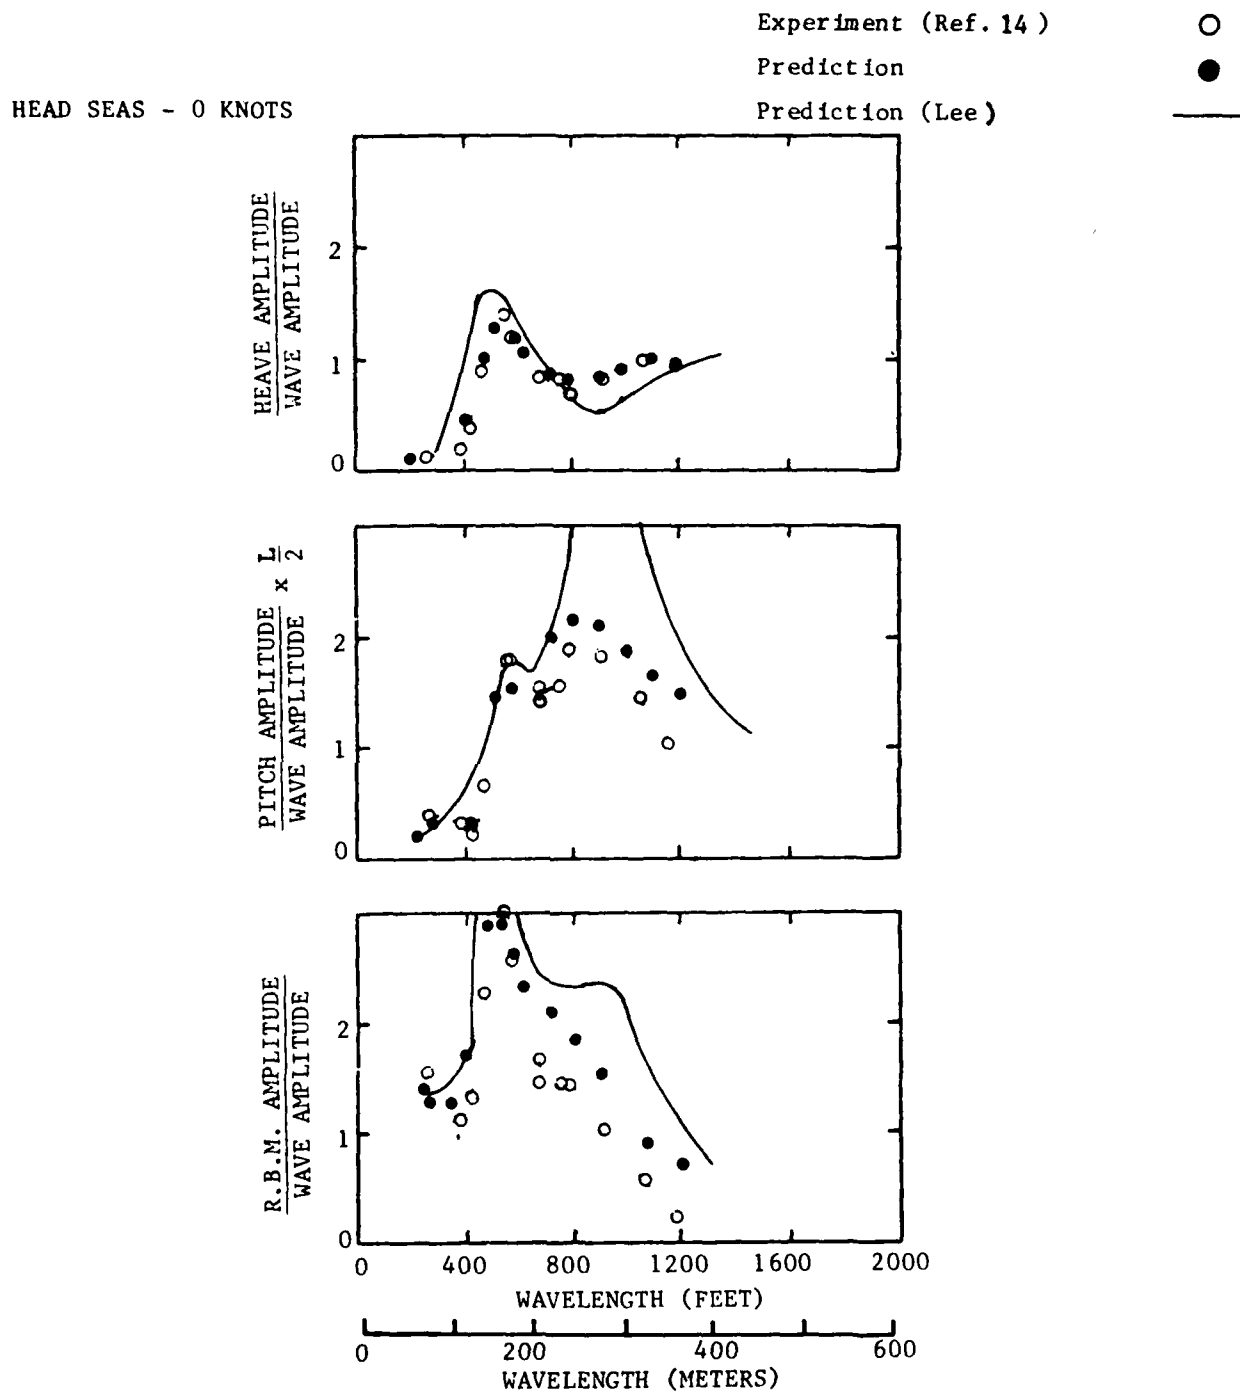 Experiment (Ref. 14)
Prediction
HEAD SEAS - 0 KNOTS
Prediction (Lee)
HEAVE AMPLITUDE
WAVE AMPLITUDE
2
1
0
PITCH AMPLITUDE x L
WAVE AMPLITUDE 2
2
1
0
R.B.M. AMPLITUDE
WAVE AMPLITUDE
2
1
0
0 400 800 1200 1600 2000
WAVELENGTH (FEET)
0 200 400 600
WAVELENGTH (METERS)